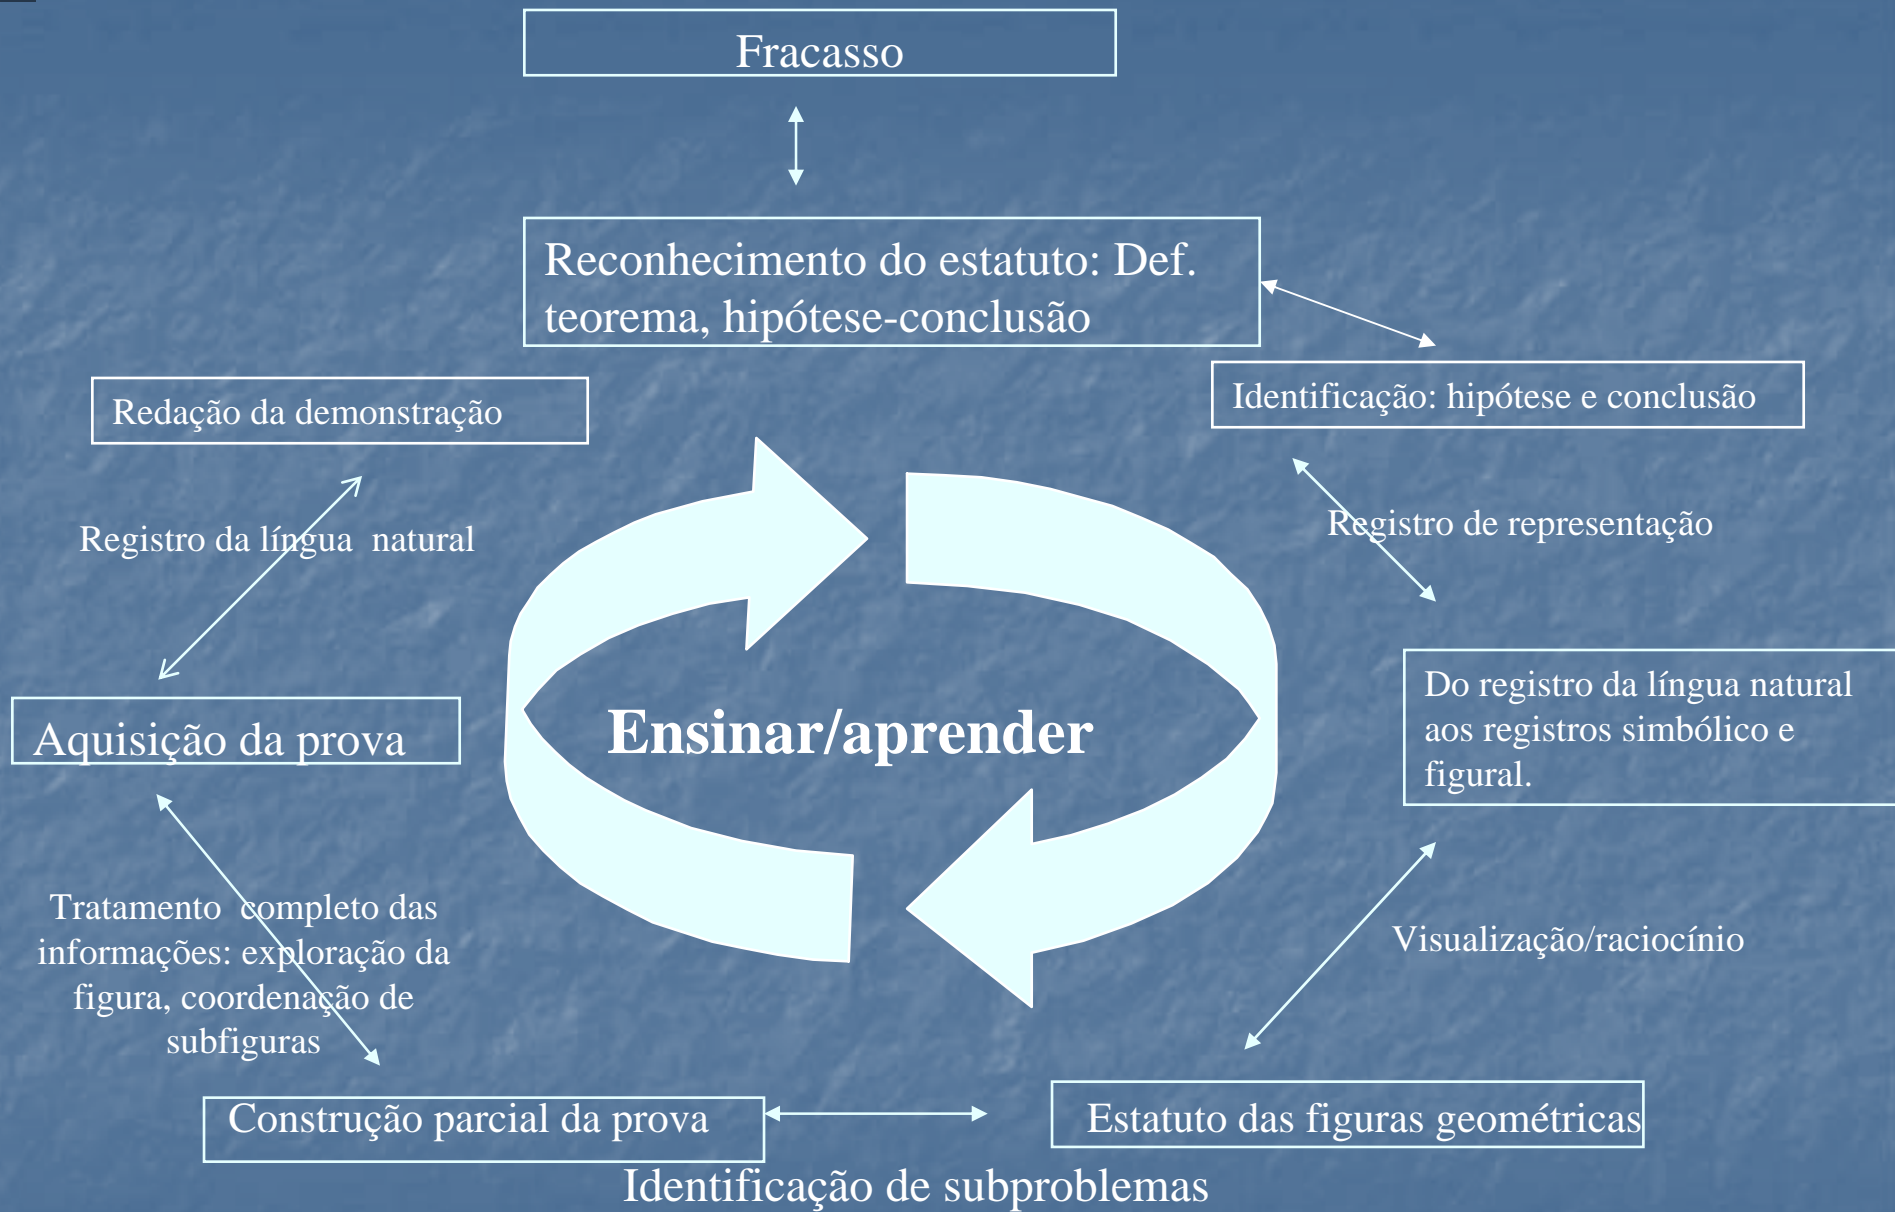 Fracasso
Reconhecimento do estatuto: Def.
teorema, hipótese-conclusão
Identificação: hipótese e conclusão
Redação da demonstração
Registro de representação
Registro da língua natural
Do registro da língua natural
aos registros simbólico e
figural.
Ensinar/aprender
Aquisição da prova
Tratamento completo das
informações: exploração da
figura, coordenação de
subfiguras
Visualização/raciocínio
Construção parcial da prova
Estatuto das figuras geométricas
Identificação de subproblemas